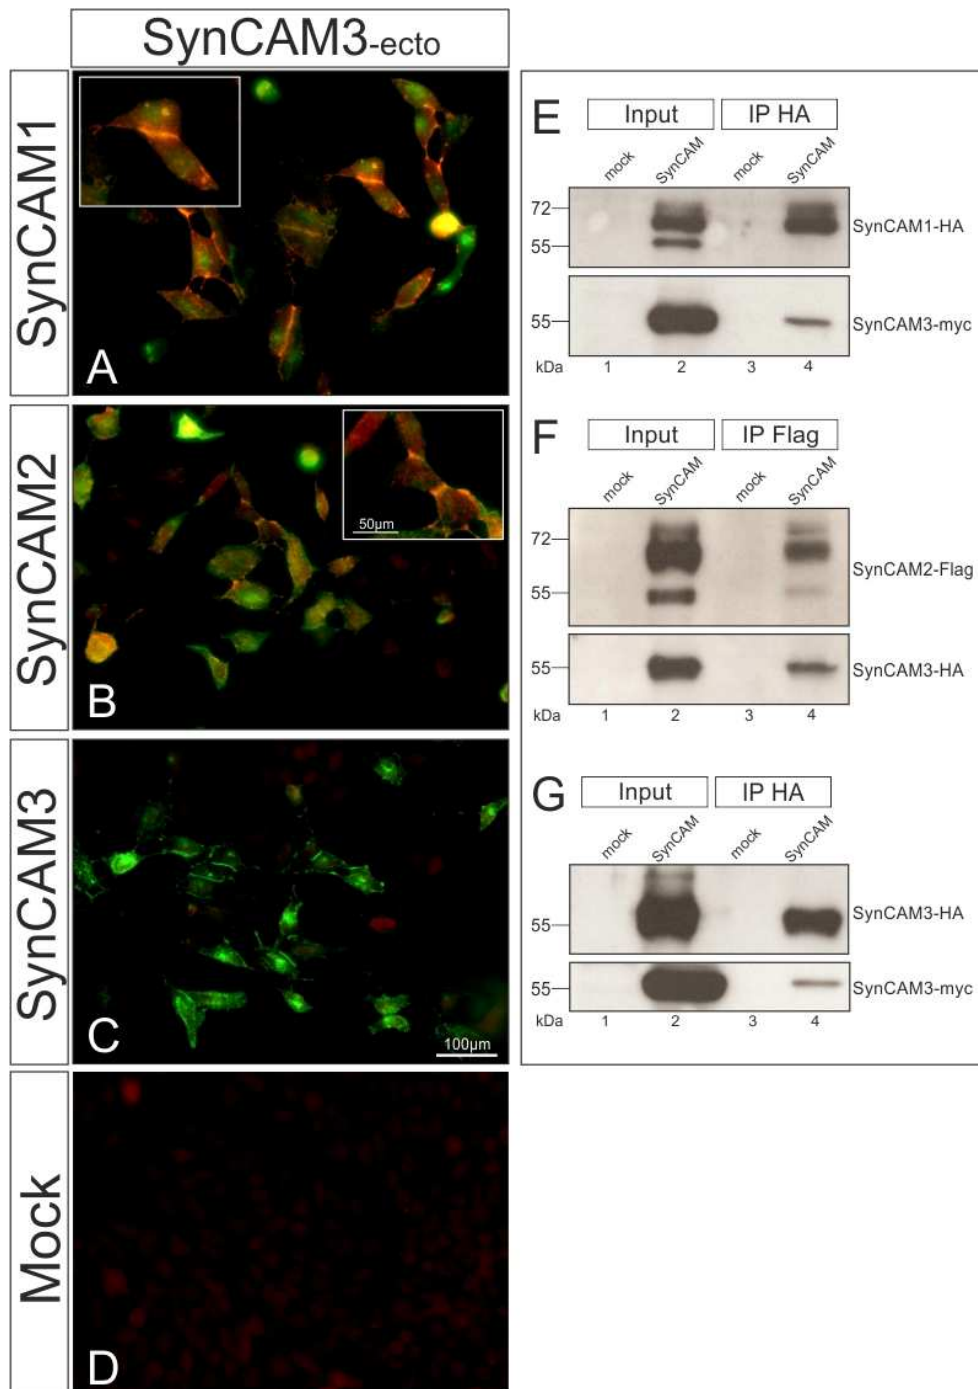 SynCAM3-ecto
SynCAM1
A
SynCAM2
50µm
B
SynCAM3
C
100µm
Mock
D
E
Input IP HA
mock SynCAM mock SynCAM
72
55
SynCAM1-HA
55
SynCAM3-myc
kDa 1 2 3 4
F
Input IP Flag
mock SynCAM mock SynCAM
72
55
SynCAM2-Flag
55
SynCAM3-HA
kDa 1 2 3 4
G
Input IP HA
mock SynCAM mock SynCAM
55
SynCAM3-HA
55
SynCAM3-myc
kDa 1 2 3 4